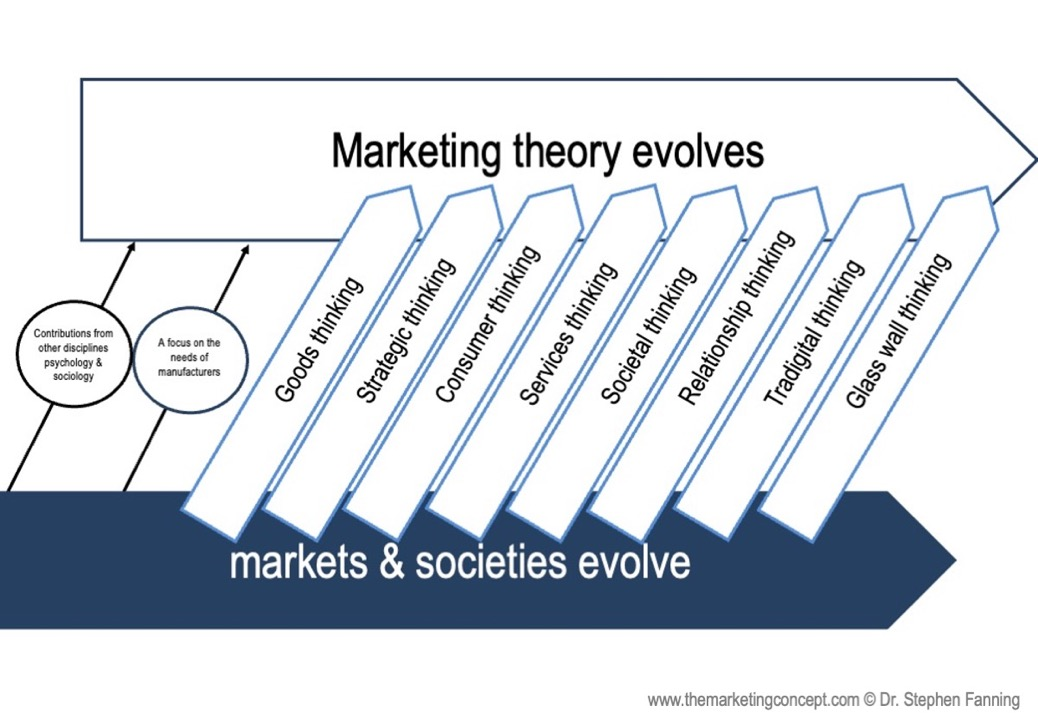 Marketing theory evolves
Contributions from
other disciplines
psychology &
sociology
A focus on the
needs of
manufacturers
Goods thinking
Strategic thinking
Consumer thinking
Services thinking
Societal thinking
Relationship thinking
Tradigital thinking
Glass wall thinking
markets & societies evolve
www.themarketingconcept.com © Dr. Stephen Fanning